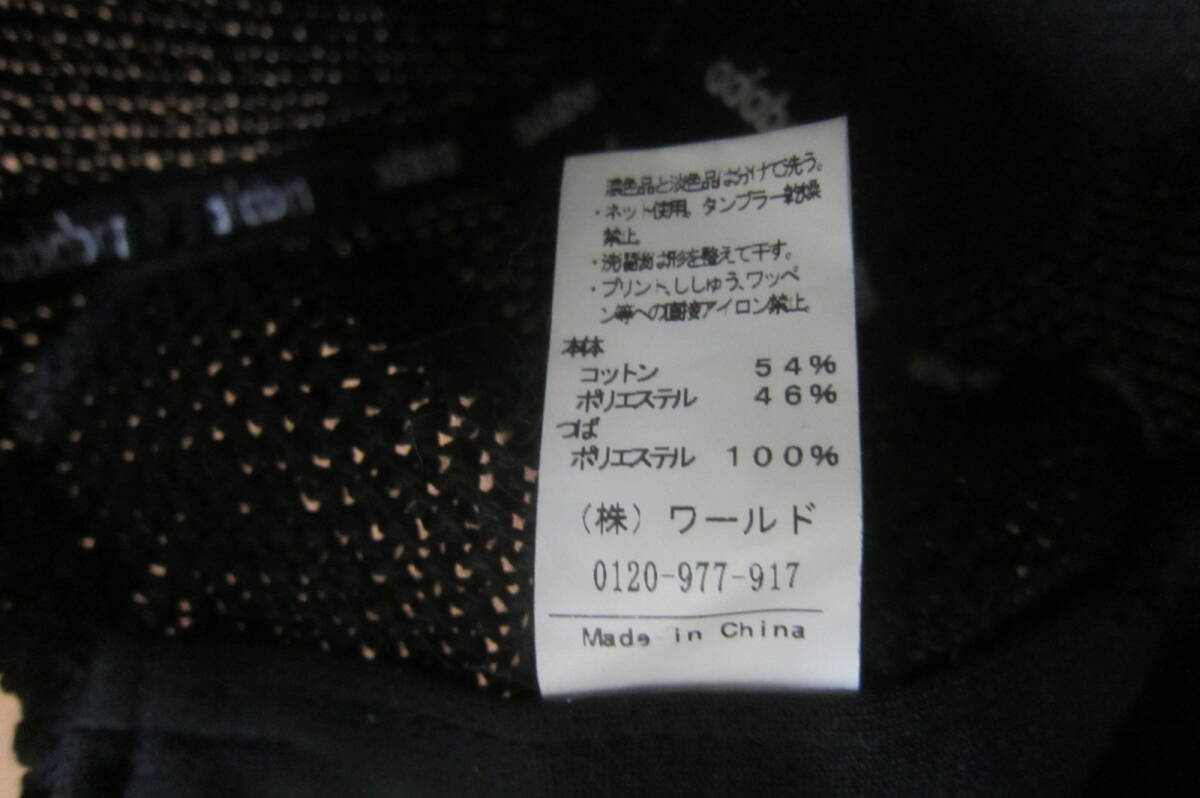 濃色品と淡色品は分けて洗う。
・ネット使用。タンブラー乾燥
禁止
・洗濯後は形を整えて干す。
・プリント、ししゅう、ワッペ
ン等への直接アイロン禁止。
本体
コットン 54%
ポリエステル 46%
つば
ポリエステル 100%
(株)ワールド
0120-977-917
Made in China